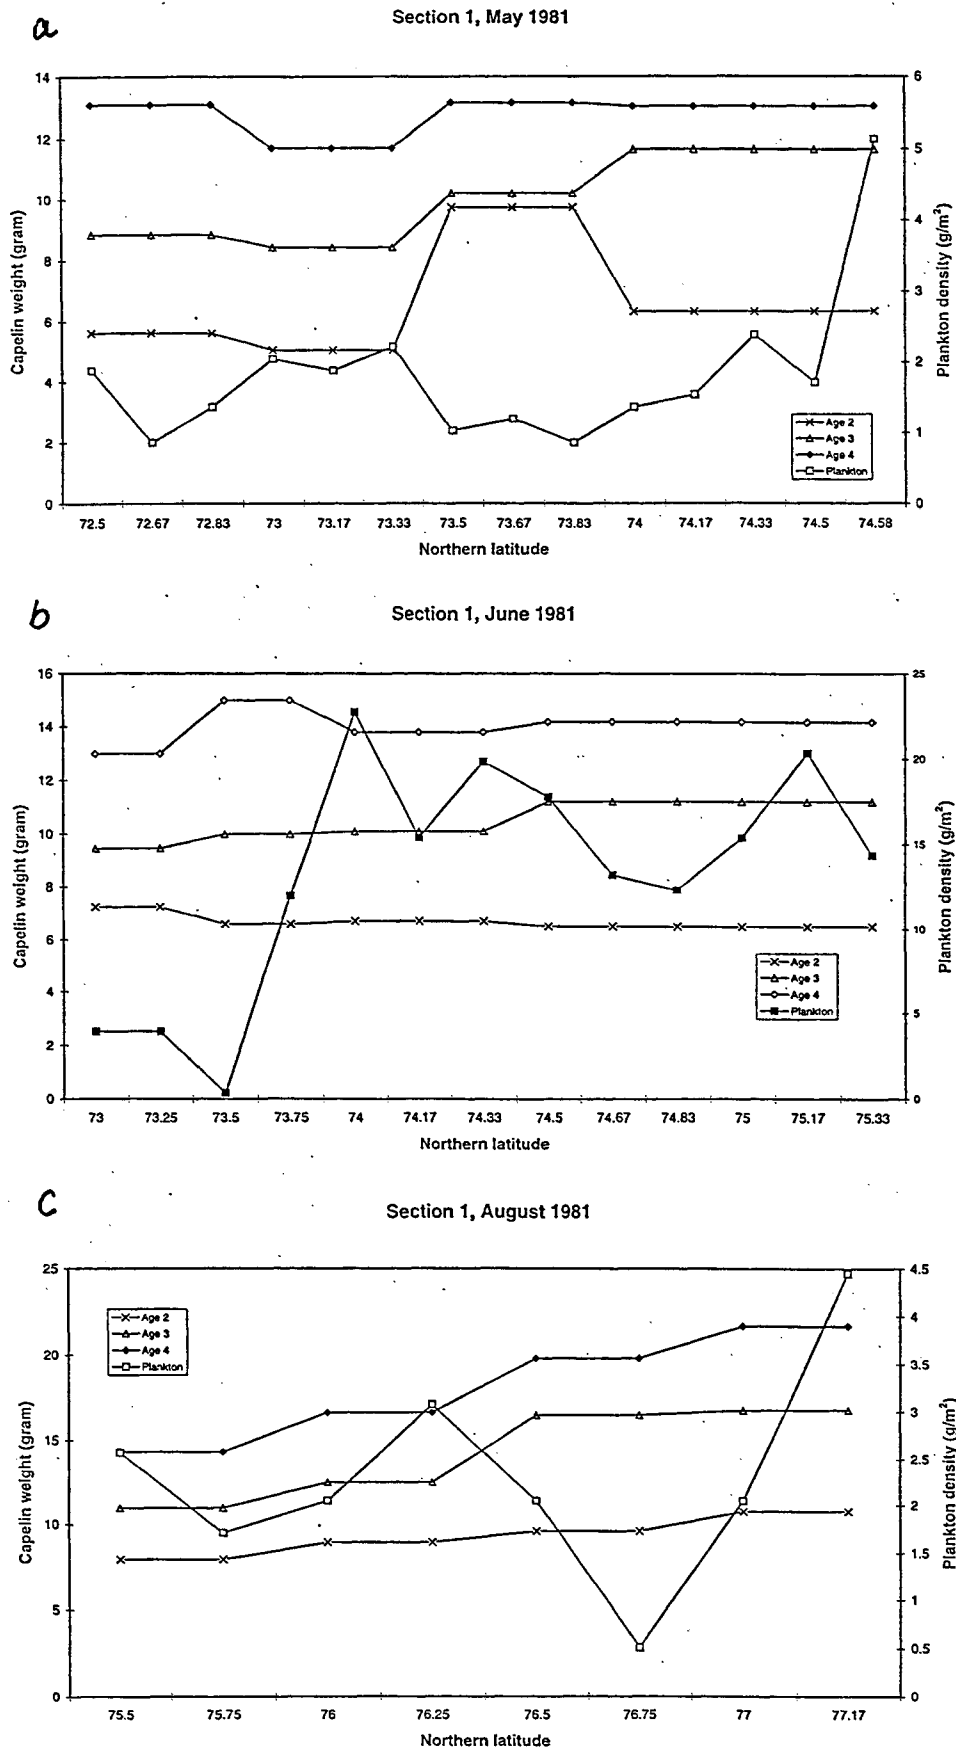 a
Section 1, May 1981
14
12
10
8
6
4
2
0
Capelin weight (gram)
6
5
4
3
2
1
0
Plankton density (g/m²)
Age 2
Age 3
Age 4
Plankton
72.5 72.67 72.83 73 73.17 73.33 73.5 73.67 73.83 74 74.17 74.33 74.5 74.58
Northern latitude
b
Section 1, June 1981
16
14
12
10
8
6
4
2
0
Capelin weight (gram)
25
20
15
10
5
0
Plankton density (g/m²)
Age 2
Age 3
Age 4
Plankton
73 73.25 73.5 73.75 74 74.17 74.33 74.5 74.67 74.83 75 75.17 75.33
Northern latitude
c
Section 1, August 1981
25
20
15
10
5
0
Capelin weight (gram)
Age 2
Age 3
Age 4
Plankton
4.5
4
3.5
3
2.5
2
1.5
1
0.5
0
Plankton density (g/m²)
75.5 75.75 76 76.25 76.5 76.75 77 77.17
Northern latitude